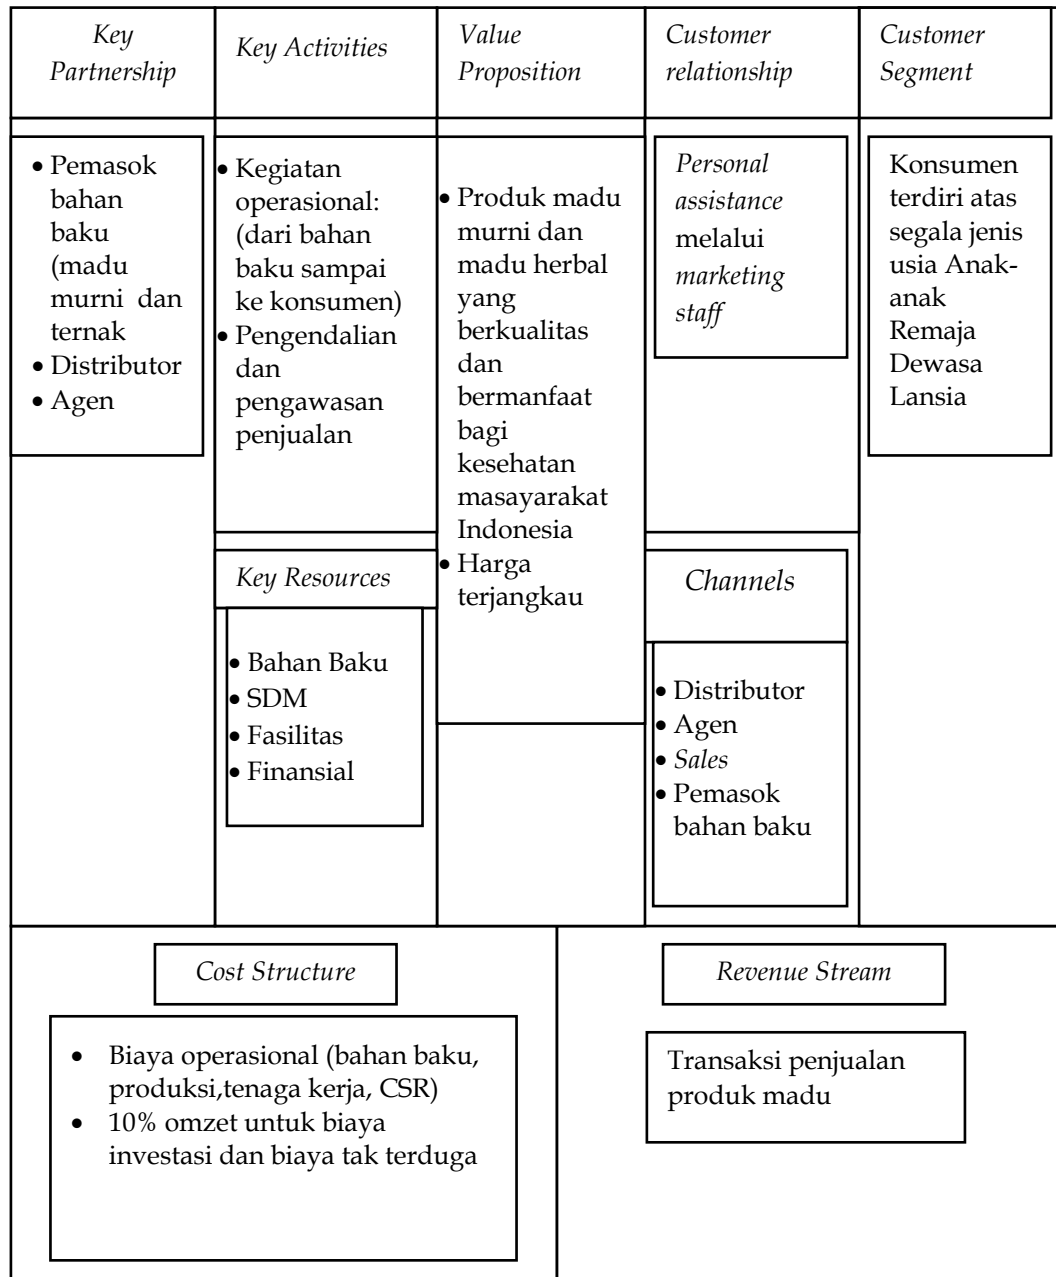 Key
Partnership
Key Activities
Value
Proposition
Customer
relationship
Customer
Segment
• Pemasok
bahan
baku
(madu
murni dan
ternak
• Distributor
• Agen
• Kegiatan
operasional:
(dari bahan
baku sampai
ke konsumen)
• Pengendalian
dan
pengawasan
penjualan
• Produk madu
murni dan
madu herbal
yang
berkualitas
dan
bermanfaat
bagi
kesehatan
masayarakat
Indonesia
• Harga
terjangkau
Personal
assistance
melalui
marketing
staff
Konsumen
terdiri atas
segala jenis
usia Anak-
anak
Remaja
Dewasa
Lansia
Key Resources
• Bahan Baku
• SDM
• Fasilitas
• Finansial
Channels
• Distributor
• Agen
• Sales
• Pemasok
bahan baku
Cost Structure
• Biaya operasional (bahan baku,
produksi,tenaga kerja, CSR)
• 10% omzet untuk biaya
investasi dan biaya tak terduga
Revenue Stream
Transaksi penjualan
produk madu